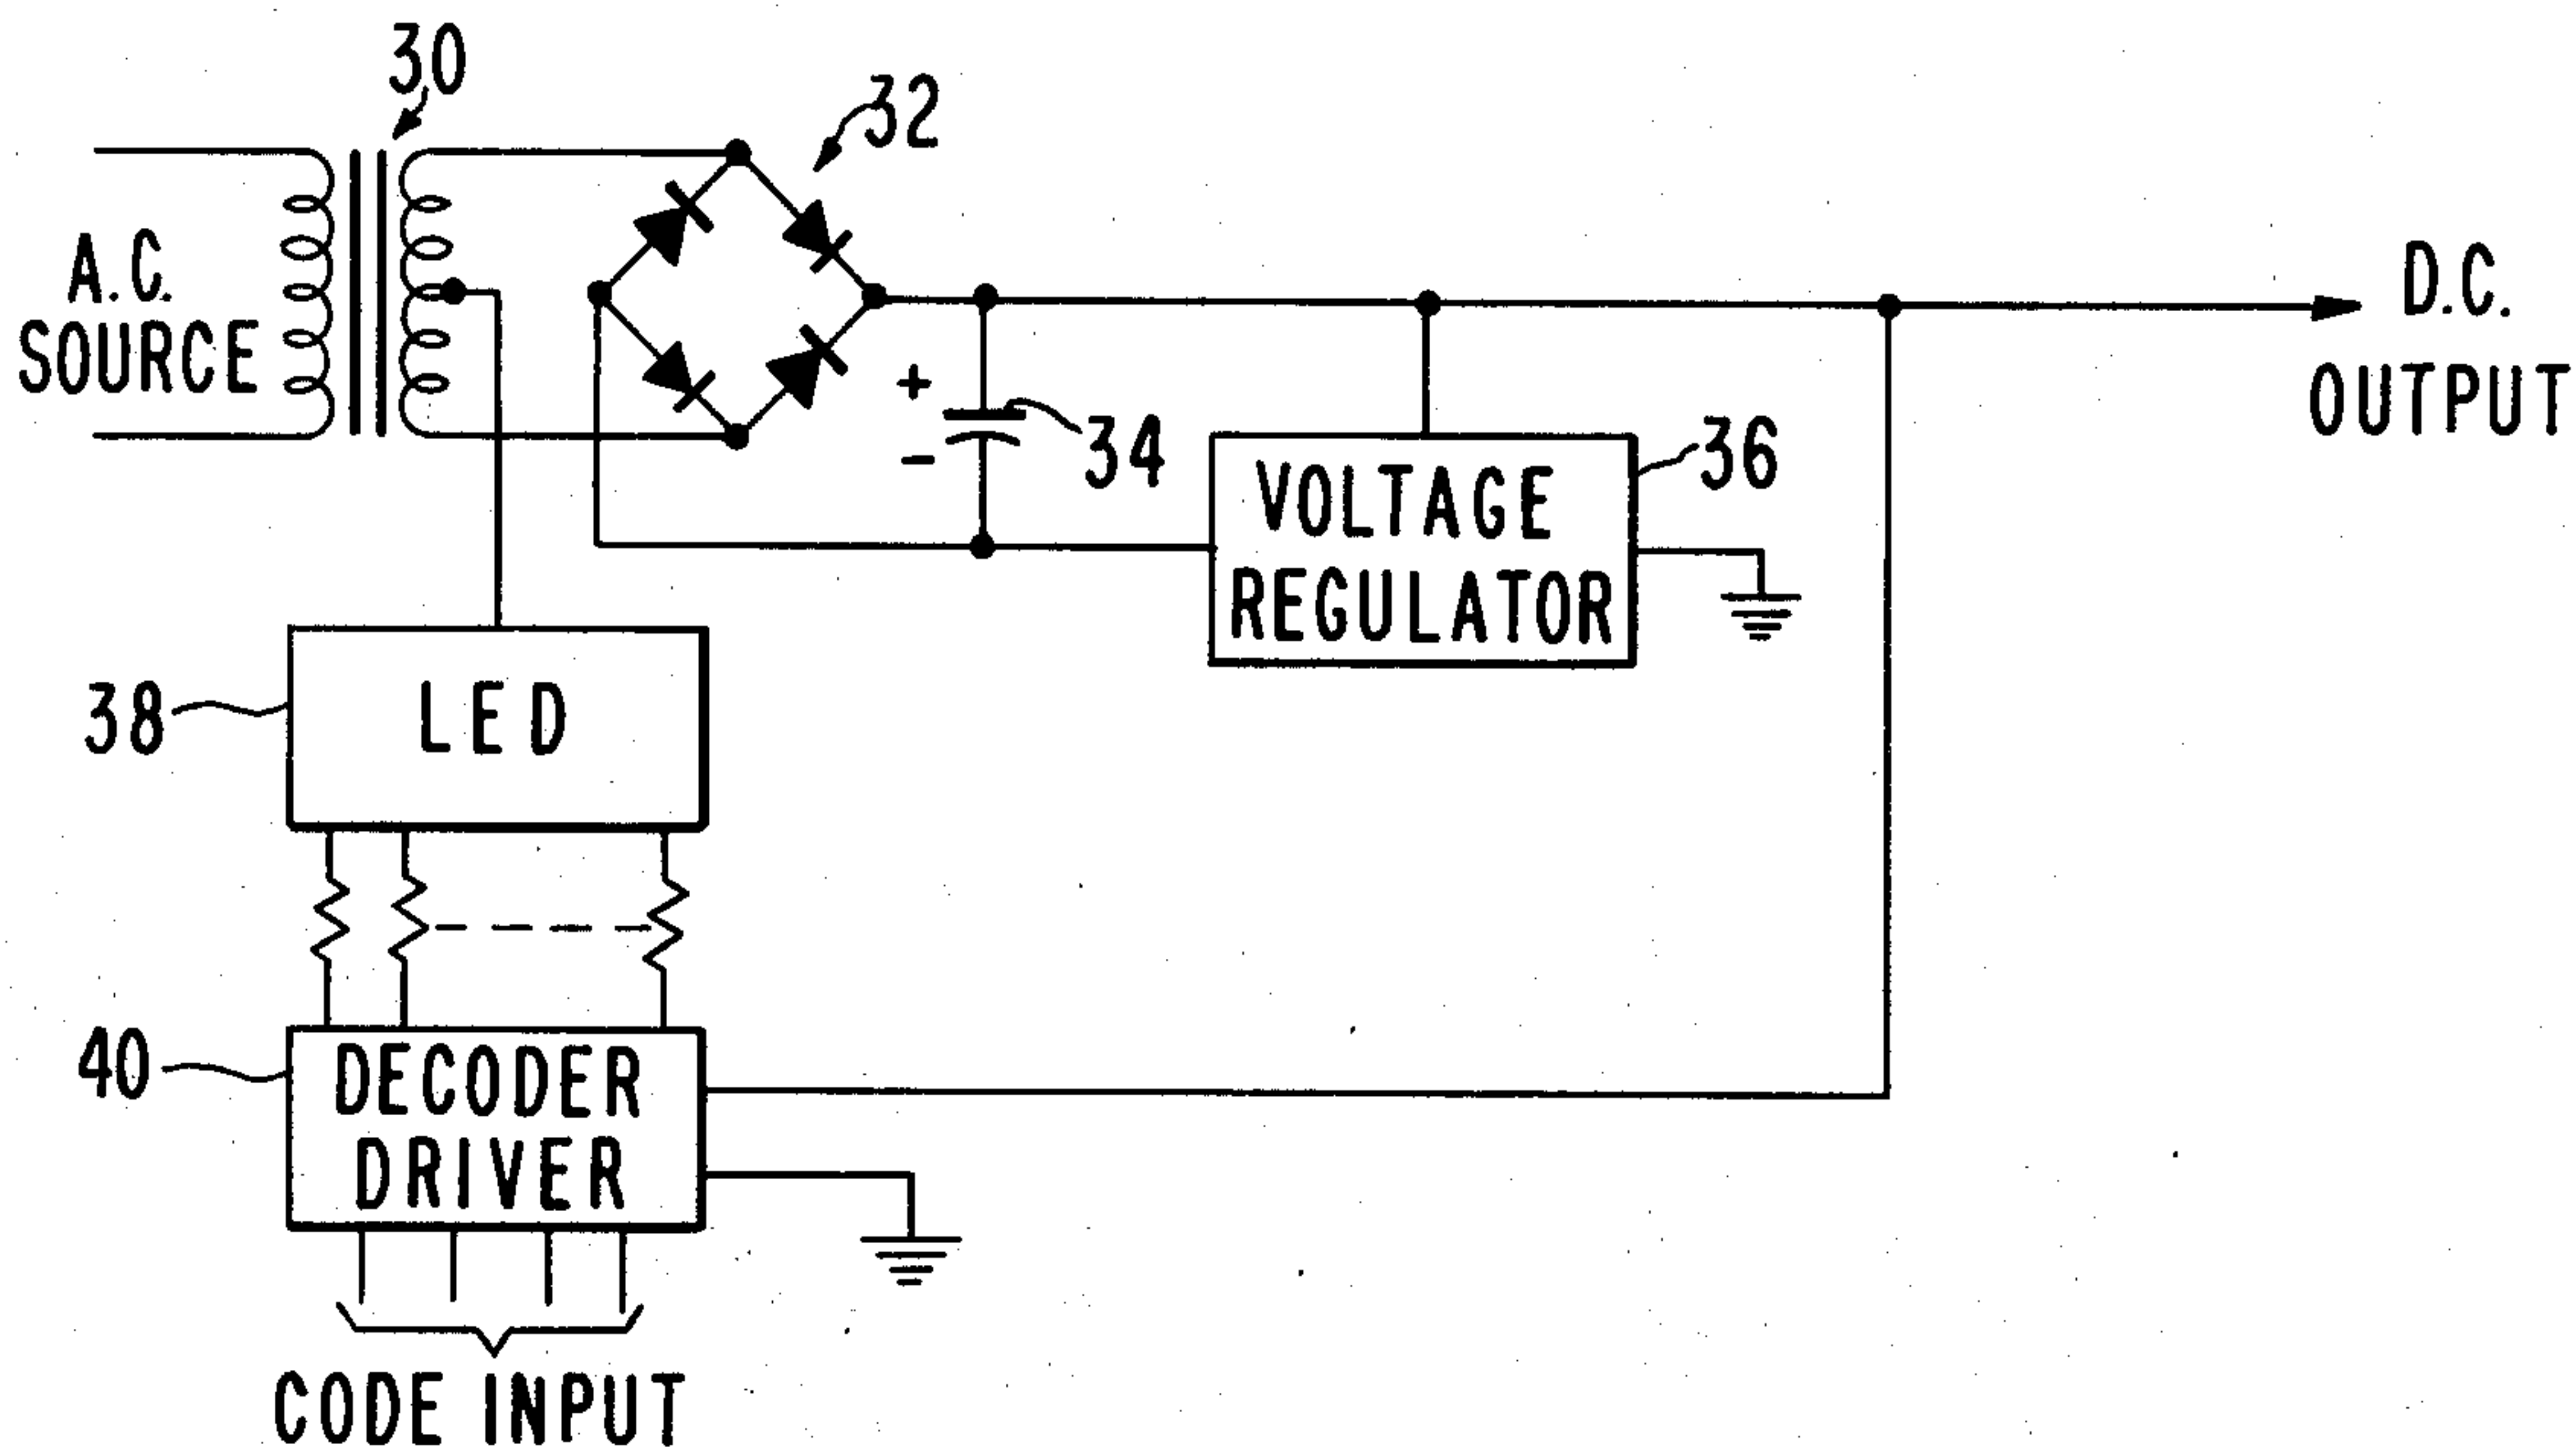 30
32
A.C.
SOURCE
D.C.
OUTPUT
+
-
34
VOLTAGE
REGULATOR
36
38
LED
40
DECODER
DRIVER
CODE INPUT